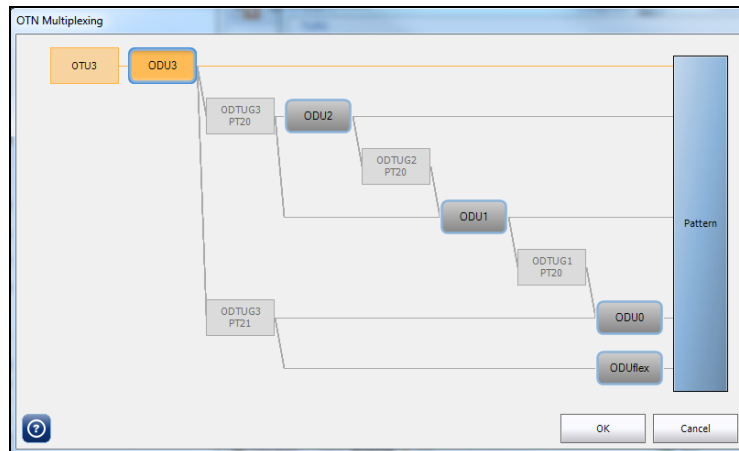 OTN Multiplexing
OTU3
ODU3
ODTUG3
PT20
ODU2
ODTUG2
PT20
ODU1
Pattern
ODTUG1
PT20
ODTUG3
PT21
ODU0
ODUflex
?
OK
Cancel